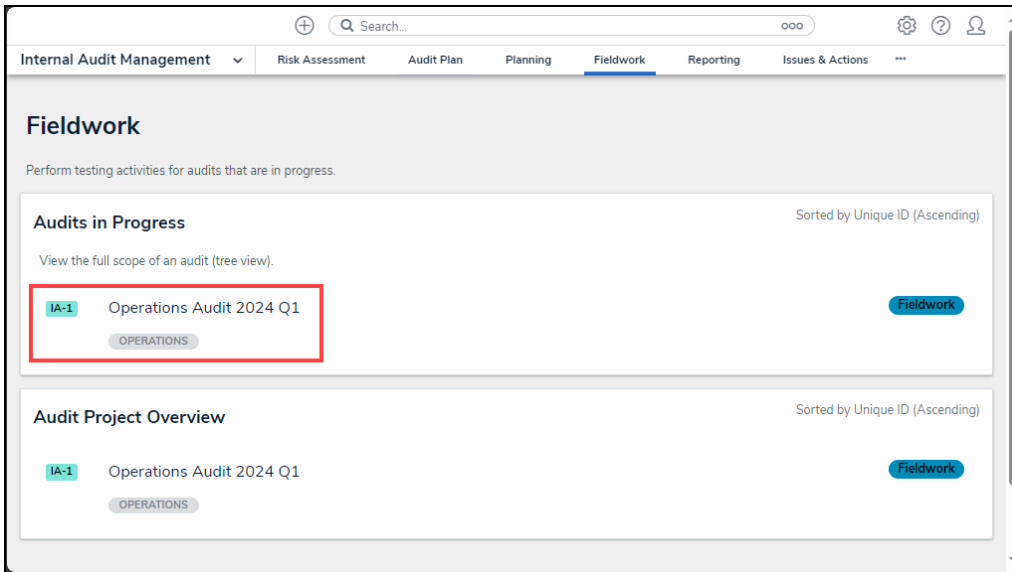 Search...
Internal Audit Management Risk Assessment Audit Plan Planning Fieldwork Reporting Issues & Actions
Fieldwork
Perform testing activities for audits that are in progress.
Audits in Progress Sorted by Unique ID (Ascending)
View the full scope of an audit (tree view).
IA-1 Operations Audit 2024 Q1 Fieldwork
OPERATIONS
Audit Project Overview Sorted by Unique ID (Ascending)
IA-1 Operations Audit 2024 Q1 Fieldwork
OPERATIONS